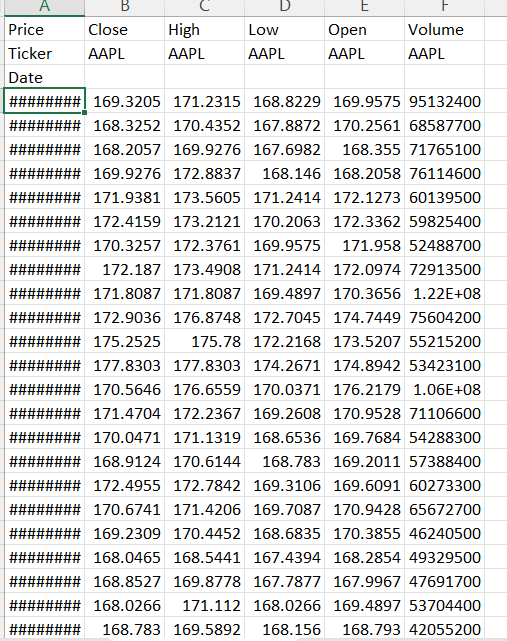 A B C D E F
Price Close High Low Open Volume
Ticker AAPL AAPL AAPL AAPL AAPL
Date
######## 169.3205 171.2315 168.8229 169.9575 95132400
######## 168.3252 170.4352 167.8872 170.2561 68587700
######## 168.2057 169.9276 167.6982 168.355 71765100
######## 169.9276 172.8837 168.146 168.2058 76114600
######## 171.9381 173.5605 171.2414 172.1273 60139500
######## 172.4159 173.2121 170.2063 172.3362 59825400
######## 170.3257 172.3761 169.9575 171.958 52488700
######## 172.187 173.4908 171.2414 172.0974 72913500
######## 171.8087 171.8087 169.4897 170.3656 1.22E+08
######## 172.9036 176.8748 172.7045 174.7449 75604200
######## 175.2525 175.78 172.2168 173.5207 55215200
######## 177.8303 177.8303 174.2671 174.8942 53423100
######## 170.5646 176.6559 170.0371 176.2179 1.06E+08
######## 171.4704 172.2367 169.2608 170.9528 71106600
######## 170.0471 171.1319 168.6536 169.7684 54288300
######## 168.9124 170.6144 168.783 169.2011 57388400
######## 172.4955 172.7842 169.3106 169.6091 60273300
######## 170.6741 171.4206 169.7087 170.9428 65672700
######## 169.2309 170.4452 168.6835 170.3855 46240500
######## 168.0465 168.5441 167.4394 168.2854 49329500
######## 168.8527 169.8778 167.7877 167.9967 47691700
######## 168.0266 171.112 168.0266 169.4897 53704400
######## 168.783 169.5892 168.156 168.793 42055200